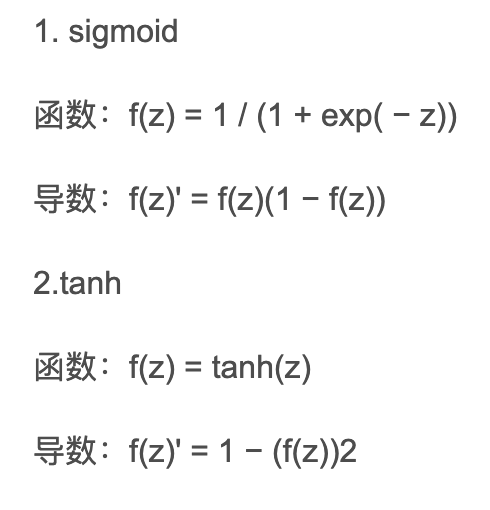 1. sigmoid
函数：f(z) = 1 / (1 + exp( − z))
导数：f(z)' = f(z)(1 − f(z))
2.tanh
函数：f(z) = tanh(z)
导数：f(z)' = 1 − (f(z))2